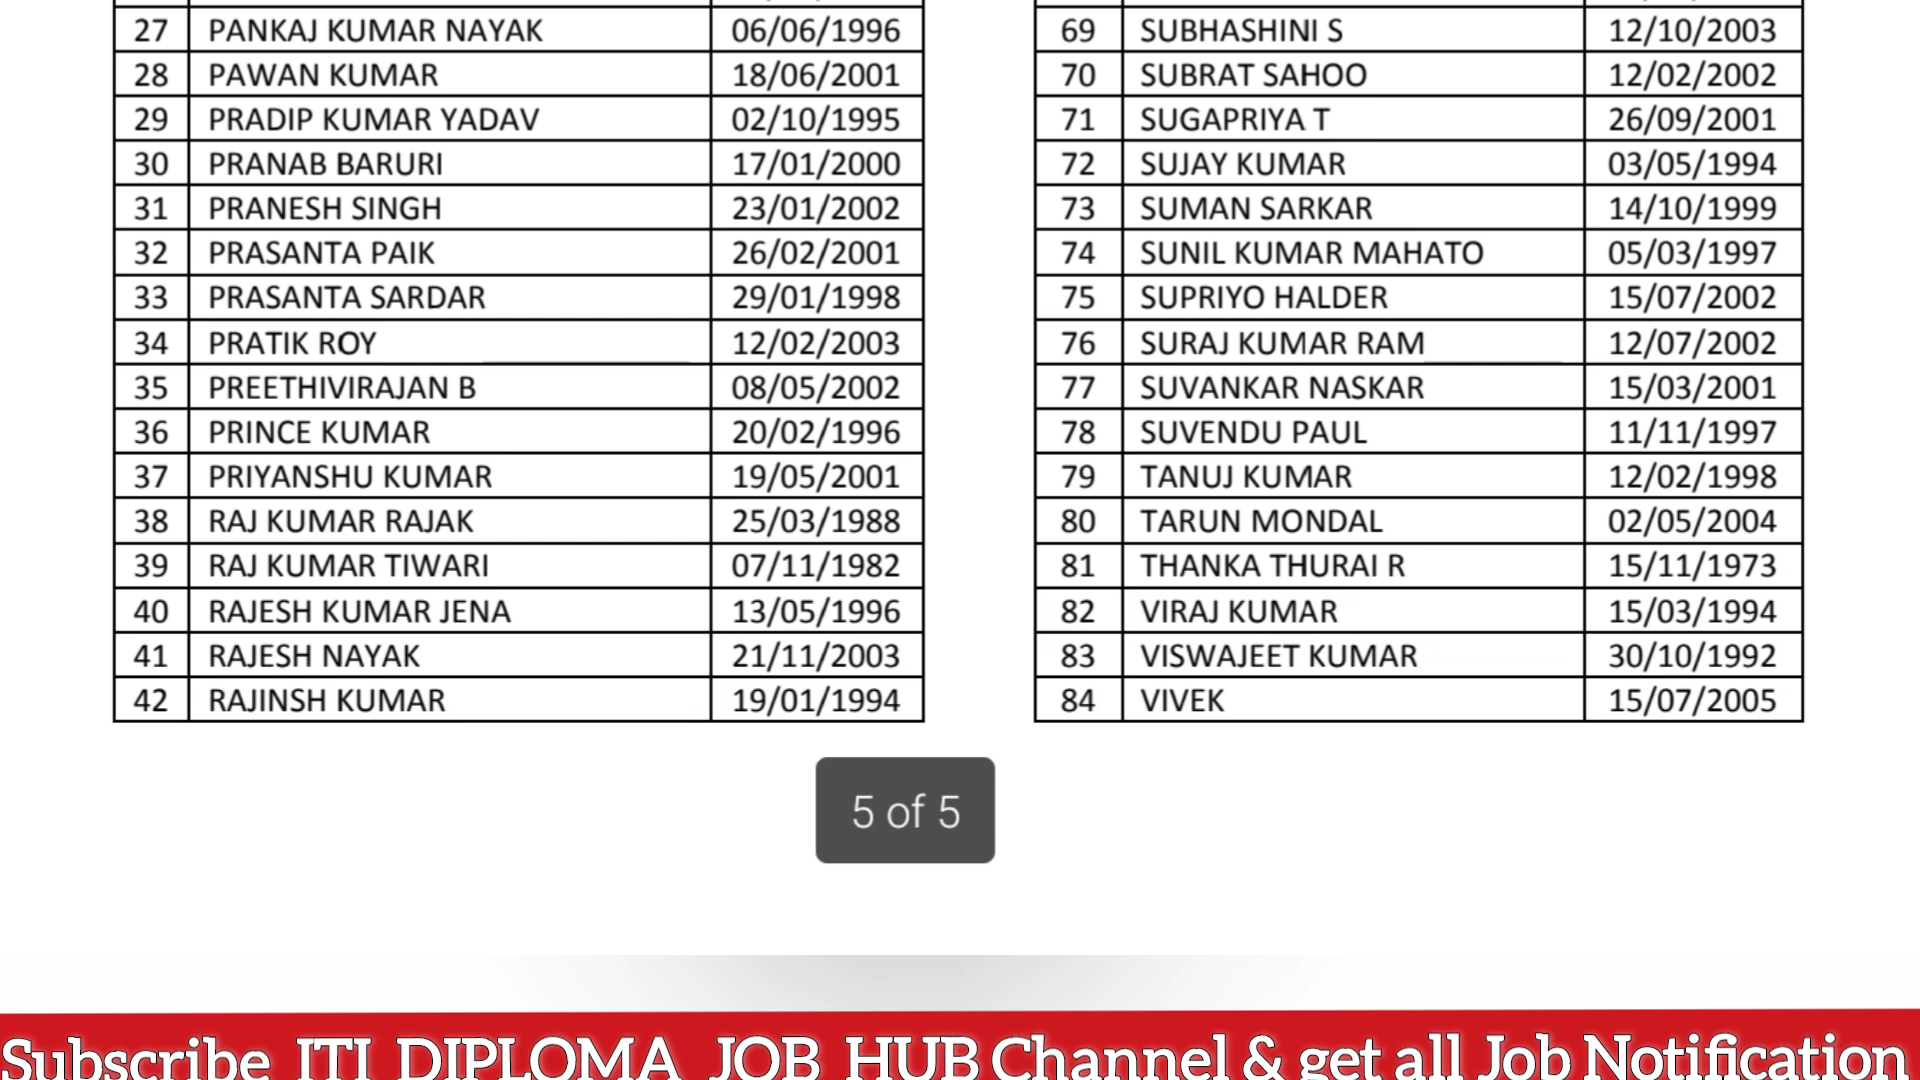 27 PANKAJ KUMAR NAYAK 06/06/1996
28 PAWAN KUMAR 18/06/2001
29 PRADIP KUMAR YADAV 02/10/1995
30 PRANAB BARURI 17/01/2000
31 PRANESH SINGH 23/01/2002
32 PRASANTA PAIK 26/02/2001
33 PRASANTA SARDAR 29/01/1998
34 PRATIK ROY 12/02/2003
35 PREETHIVIRAJAN B 08/05/2002
36 PRINCE KUMAR 20/02/1996
37 PRIYANSHU KUMAR 19/05/2001
38 RAJ KUMAR RAJAK 25/03/1988
39 RAJ KUMAR TIWARI 07/11/1982
40 RAJESH KUMAR JENA 13/05/1996
41 RAJESH NAYAK 21/11/2003
42 RAJINSH KUMAR 19/01/1994
69 SUBHASHINI S 12/10/2003
70 SUBRAT SAHOO 12/02/2002
71 SUGAPRIYA T 26/09/2001
72 SUJAY KUMAR 03/05/1994
73 SUMAN SARKAR 14/10/1999
74 SUNIL KUMAR MAHATO 05/03/1997
75 SUPRIYO HALDER 15/07/2002
76 SURAJ KUMAR RAM 12/07/2002
77 SUVANKAR NASKAR 15/03/2001
78 SUVENDU PAUL 11/11/1997
79 TANUJ KUMAR 12/02/1998
80 TARUN MONDAL 02/05/2004
81 THANKA THURAI R 15/11/1973
82 VIRAJ KUMAR 15/03/1994
83 VISWAJEET KUMAR 30/10/1992
84 VIVEK 15/07/2005
5 of 5
Subscribe ITI DIPLOMA JOB HUB Channel & get all Job Notification